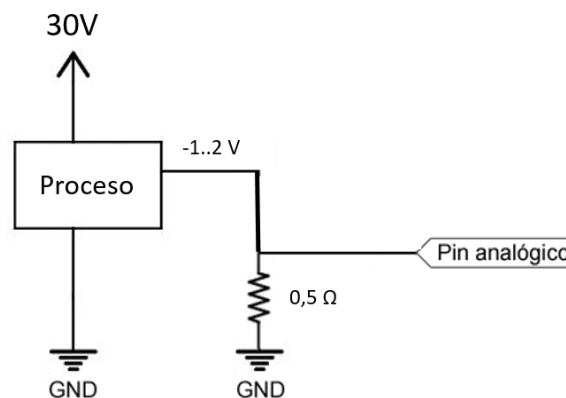 30V
-1..2 V
Proceso
Pin analógico
0,5 Ω
GND
GND